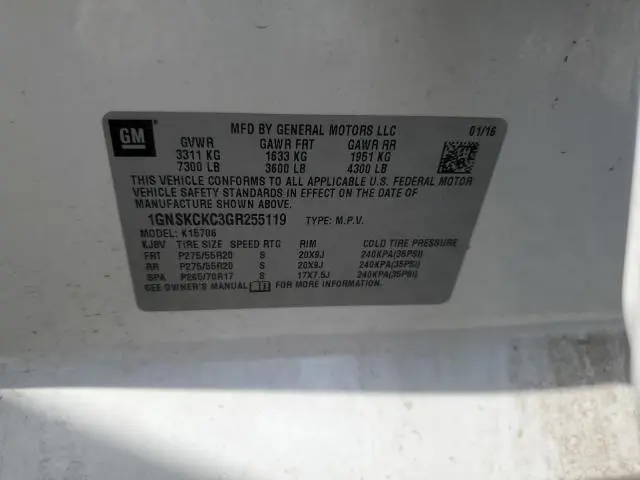 GM
MFD BY GENERAL MOTORS LLC 01/16
GVWR GAWR FRT GAWR RR
3311 KG 1633 KG 1951 KG
7300 LB 3600 LB 4300 LB
THIS VEHICLE CONFORMS TO ALL APPLICABLE U.S. FEDERAL MOTOR
VEHICLE SAFETY STANDARDS IN EFFECT ON THE DATE OF
MANUFACTURE SHOWN ABOVE.
1GNSKCKC3GR255119 TYPE: M.P.V.
MODEL: K15706
KJBV TIRE SIZE SPEED RTG RIM COLD TIRE PRESSURE
FRT P275/55R20 S 20X9J 240KPA(35PSI)
RR P275/55R20 S 20X9J 240KPA(35PSI)
SPA P265/70R17 S 17X7.5J 240KPA(35PSI)
SEE OWNER'S MANUAL FOR MORE INFORMATION.